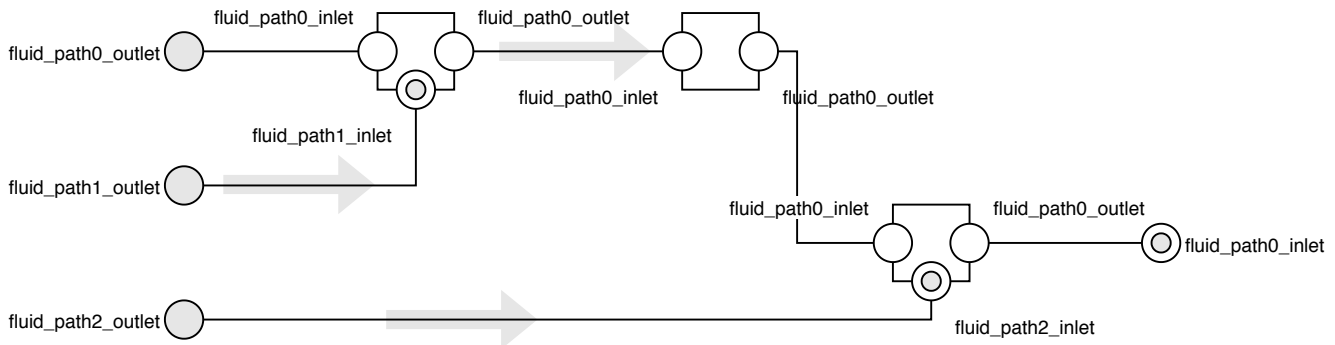 fluid_path0_inlet
fluid_path0_outlet
fluid_path0_outlet
fluid_path0_inlet
fluid_path0_outlet
fluid_path1_inlet
fluid_path1_outlet
fluid_path0_inlet
fluid_path0_outlet
fluid_path0_inlet
fluid_path2_outlet
fluid_path2_inlet